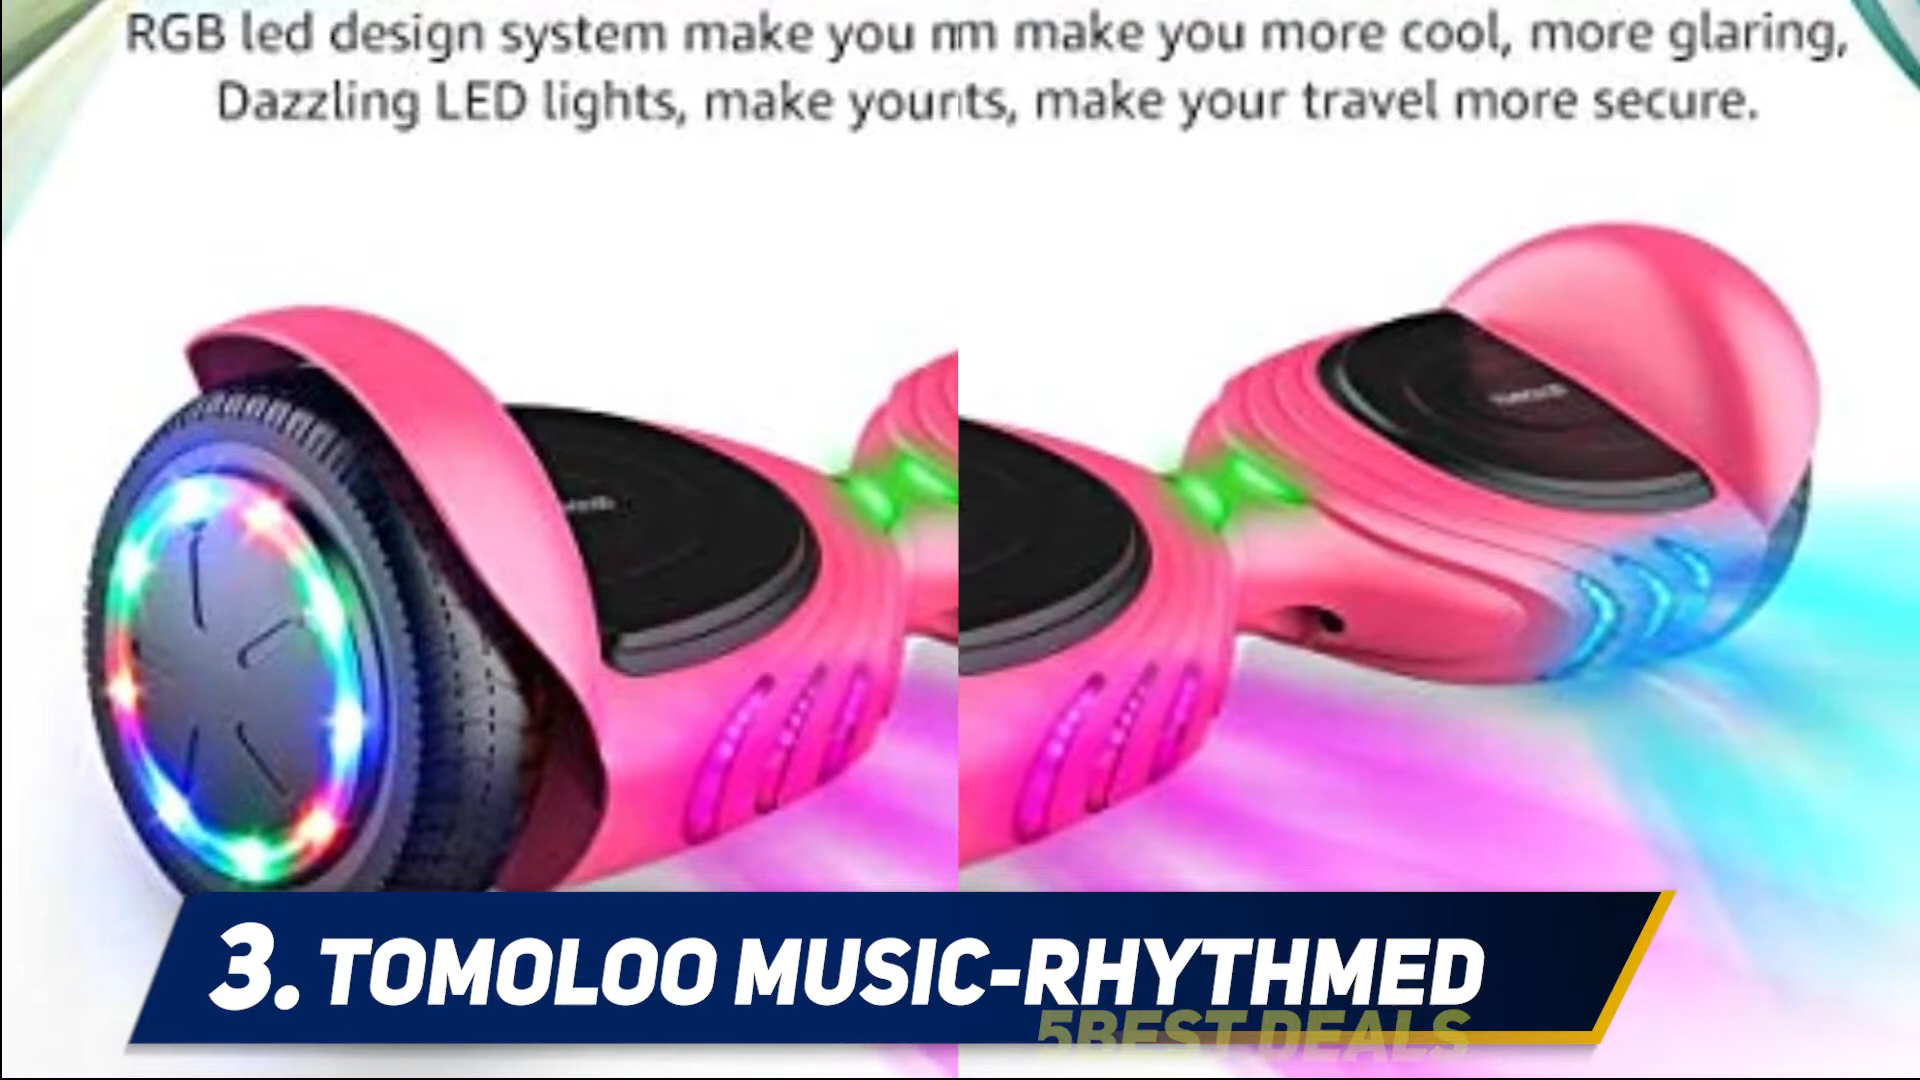 RGB led design system make you nm make you more cool, more glaring,
Dazzling LED lights, make yourts, make your travel more secure.
3. TOMOLOO MUSIC-RHYTHMED
5BEST DEALS